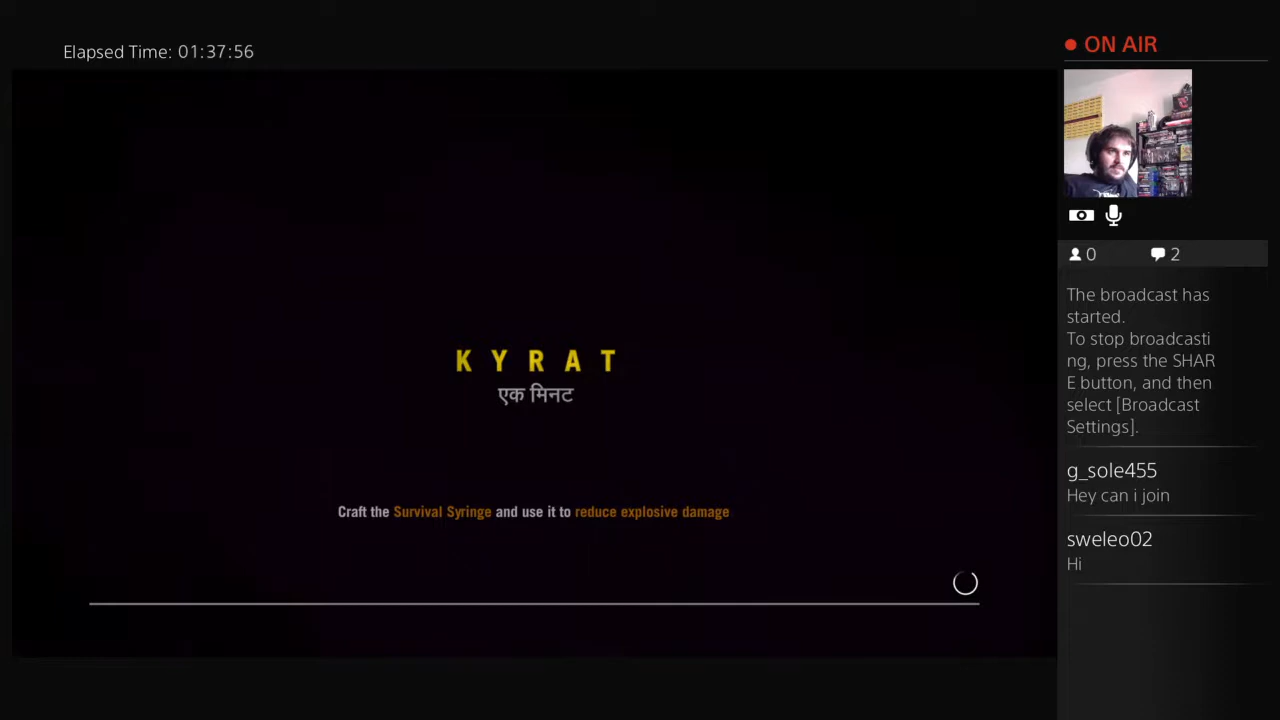 Elapsed Time: 01:37:56
ON AIR
0
2
The broadcast has
started.
To stop broadcasti
ng, press the SHAR
E button, and then
select [Broadcast
Settings].
g_sole455
Hey can i join
sweleo02
Hi
KYRAT
एक मिनट
Craft the Survival Syringe and use it to reduce explosive damage